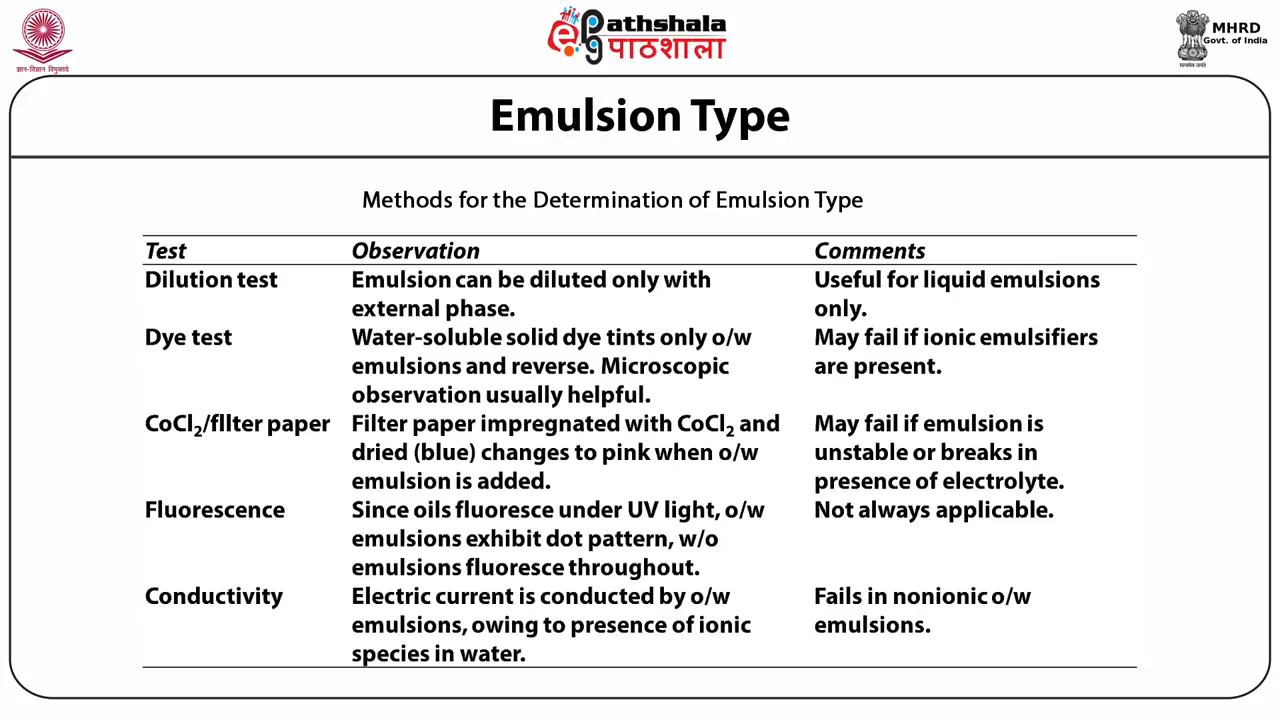 ज्ञान-विज्ञान विमुक्तये
epg Pathshala
पाठशाला
MHRD
Govt. of India
सत्यमेव जयते
Emulsion Type
Methods for the Determination of Emulsion Type
Test Observation Comments
Dilution test Emulsion can be diluted only with Useful for liquid emulsions
external phase. only.
Dye test Water-soluble solid dye tints only o/w May fail if ionic emulsifiers
emulsions and reverse. Microscopic are present.
observation usually helpful.
CoCl₂/fllter paper Filter paper impregnated with CoCl₂ and May fail if emulsion is
dried (blue) changes to pink when o/w unstable or breaks in
emulsion is added. presence of electrolyte.
Fluorescence Since oils fluoresce under UV light, o/w Not always applicable.
emulsions exhibit dot pattern, w/o
emulsions fluoresce throughout.
Conductivity Electric current is conducted by o/w Fails in nonionic o/w
emulsions, owing to presence of ionic emulsions.
species in water.